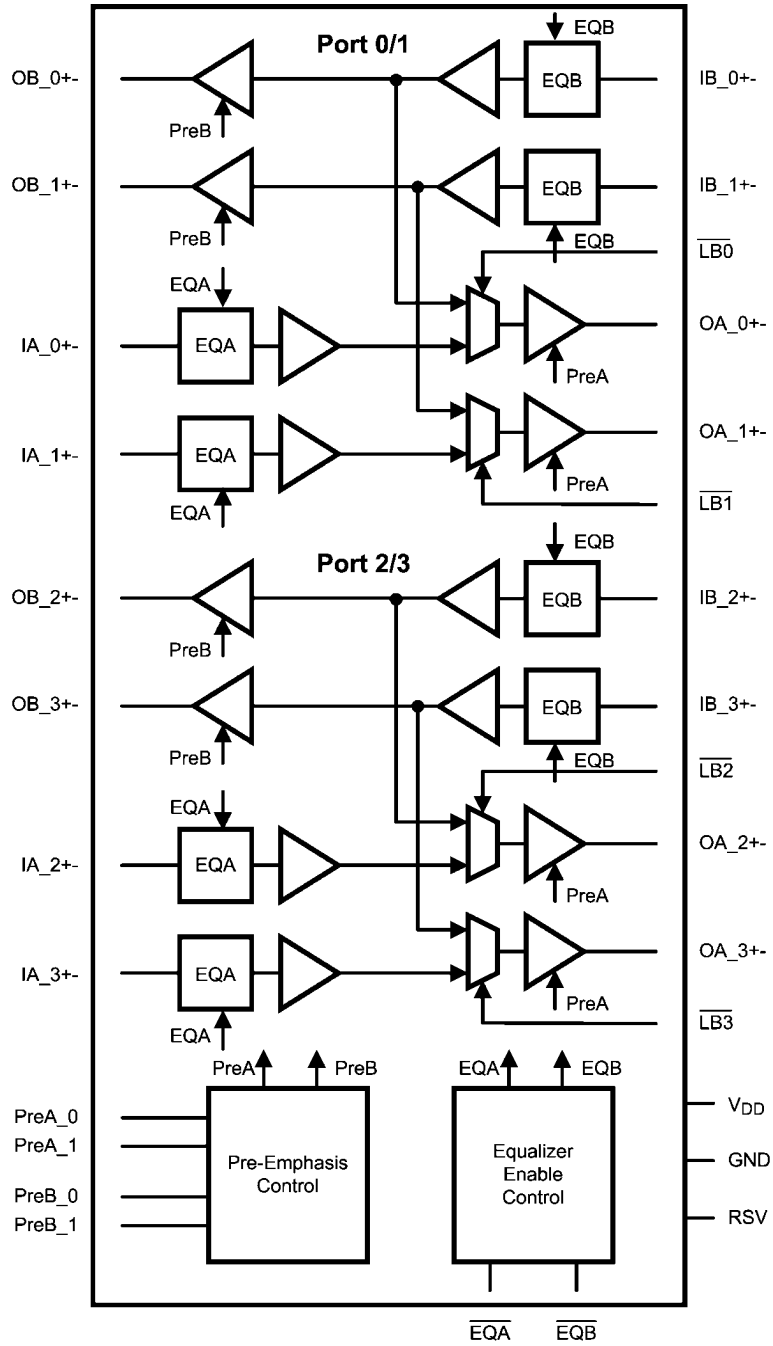 EQB
Port 0/1
OB_0+-
EQB
IB_0+-
PreB
OB_1+-
EQB
IB_1+-
PreB
EQB
LB0
EQA
OA_0+-
IA_0+-
EQA
PreA
OA_1+-
IA_1+-
EQA
PreA
EQA
LB1
EQB
Port 2/3
OB_2+-
EQB
IB_2+-
PreB
OB_3+-
EQB
IB_3+-
PreB
EQB
LB2
EQA
OA_2+-
IA_2+-
EQA
PreA
OA_3+-
IA_3+-
EQA
PreA
EQA
LB3
PreA
PreB
EQA
EQB
PreA_0
VDD
PreA_1
Pre-Emphasis
Control
Equalizer
Enable
Control
GND
PreB_0
PreB_1
RSV
EQA
EQB